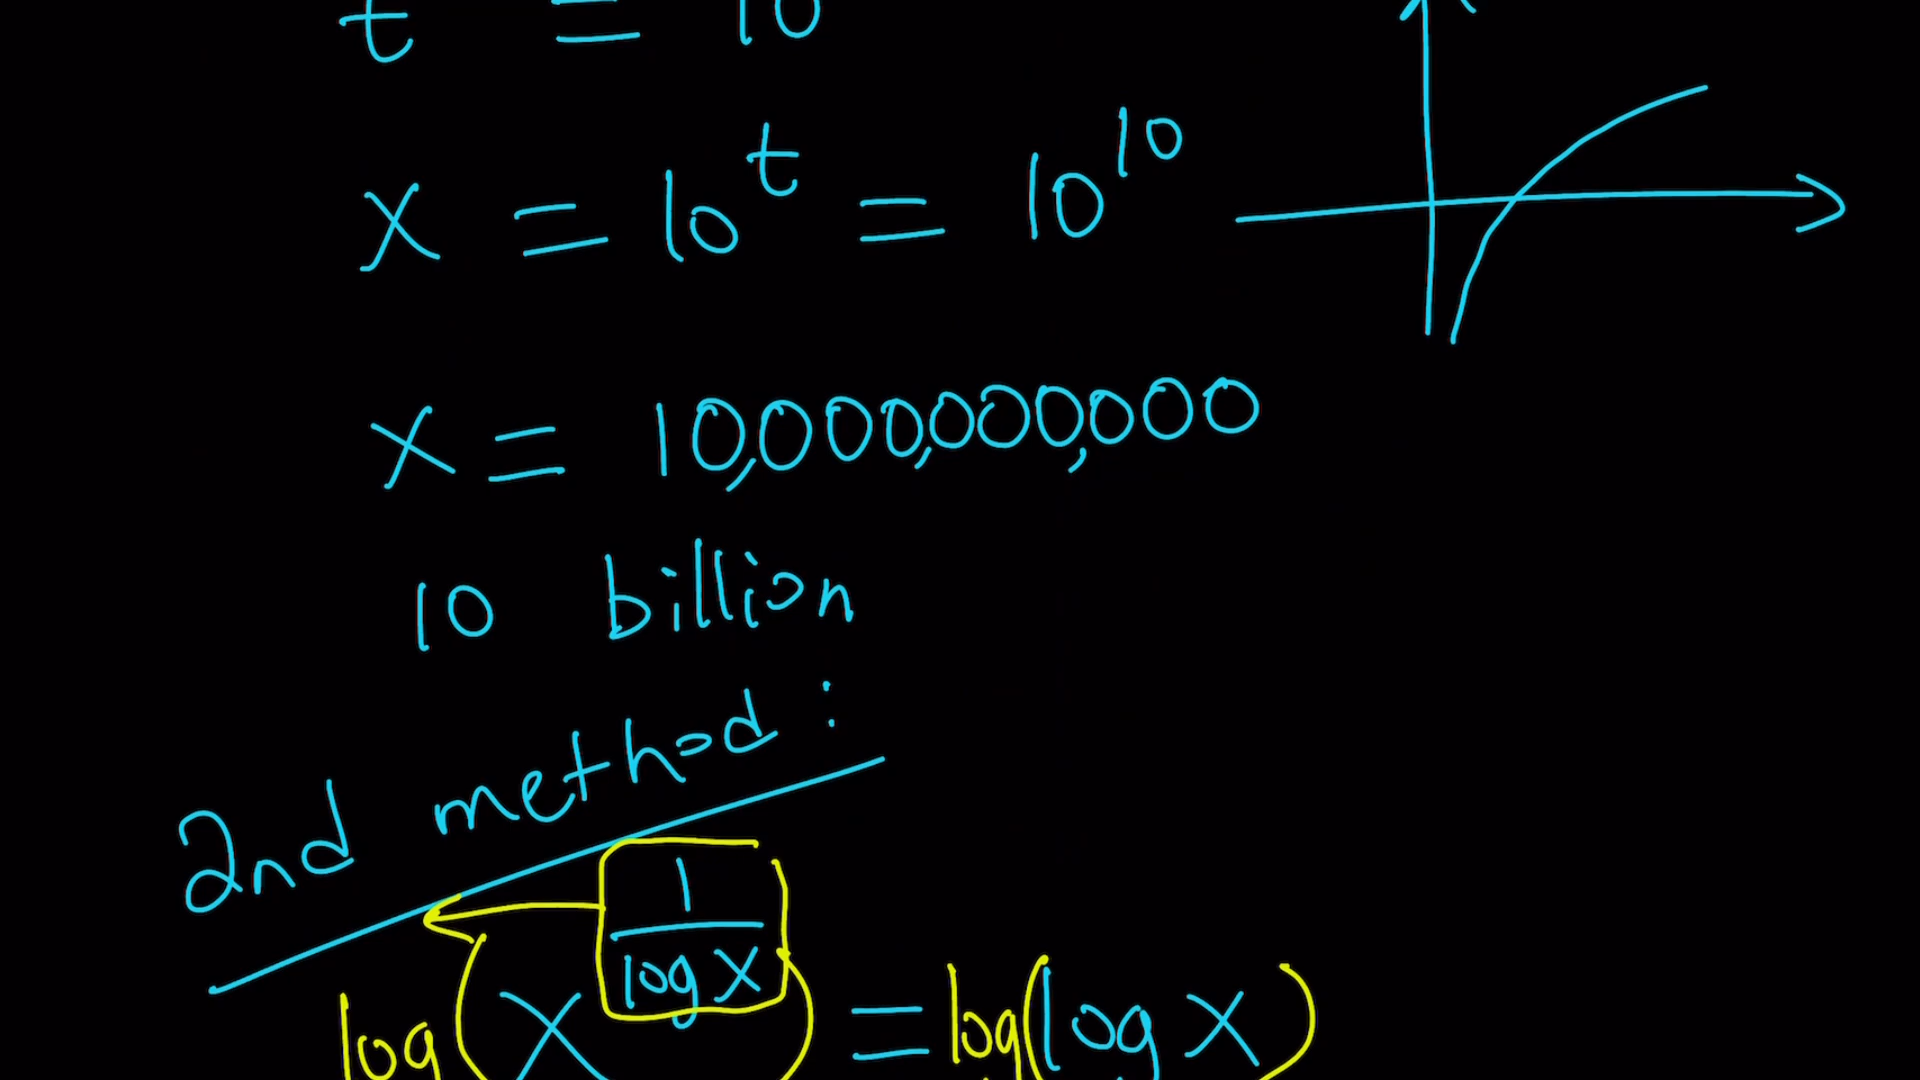 t = 10
x = 10^t = 10^10
x = 10,000,000,000
10 billion
2nd method:
log(x^(1/log x)) = log(log x)